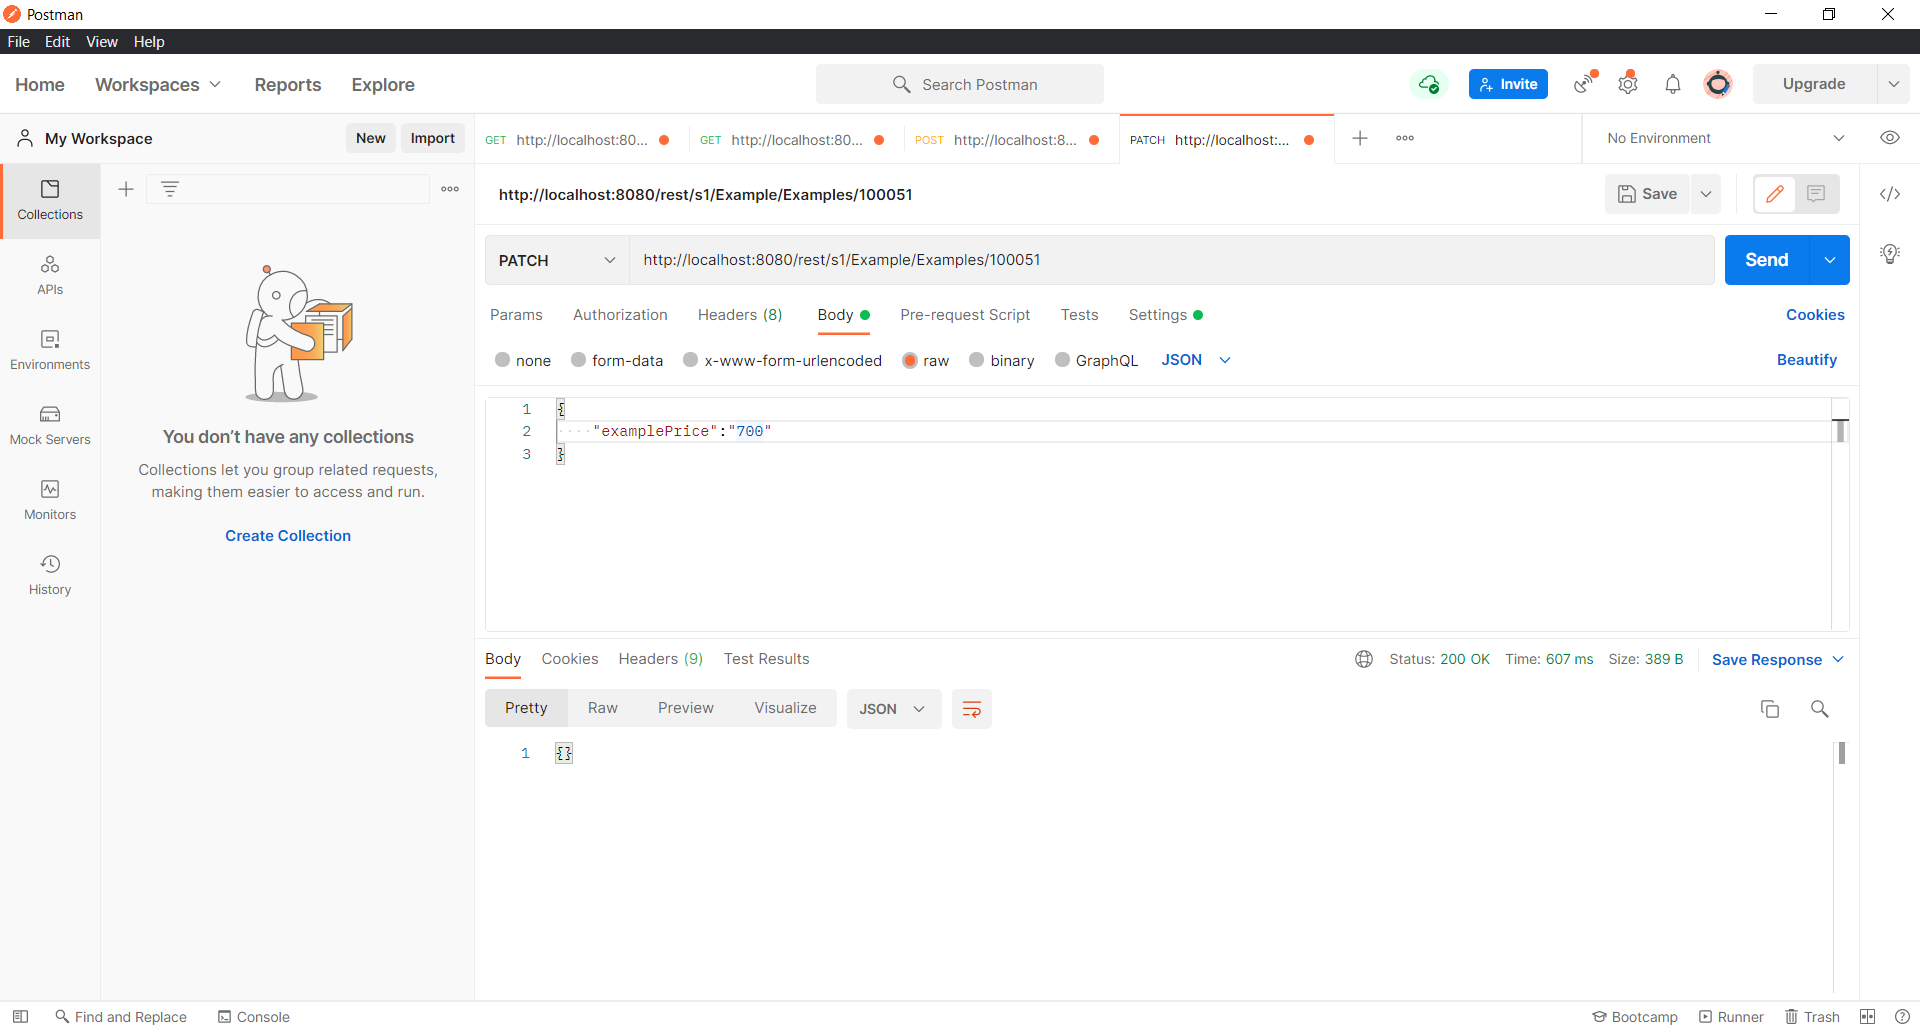 Postman
File Edit View Help
Home Workspaces Reports Explore Search Postman Invite Upgrade
My Workspace New Import GET http://localhost:80... GET http://localhost:80... POST http://localhost:8... PATCH http://localhost:... No Environment
Collections
APIs
Environments
Mock Servers
Monitors
History
You don't have any collections
Collections let you group related requests,
making them easier to access and run.
Create Collection
http://localhost:8080/rest/s1/Example/Examples/100051 Save
PATCH http://localhost:8080/rest/s1/Example/Examples/100051 Send
Params Authorization Headers (8) Body Pre-request Script Tests Settings Cookies
none form-data x-www-form-urlencoded raw binary GraphQL JSON Beautify
1 {
2 "examplePrice":"700"
3 }
Body Cookies Headers (9) Test Results Status: 200 OK Time: 607 ms Size: 389 B Save Response
Pretty Raw Preview Visualize JSON
1 {}
Find and Replace Console Bootcamp Runner Trash